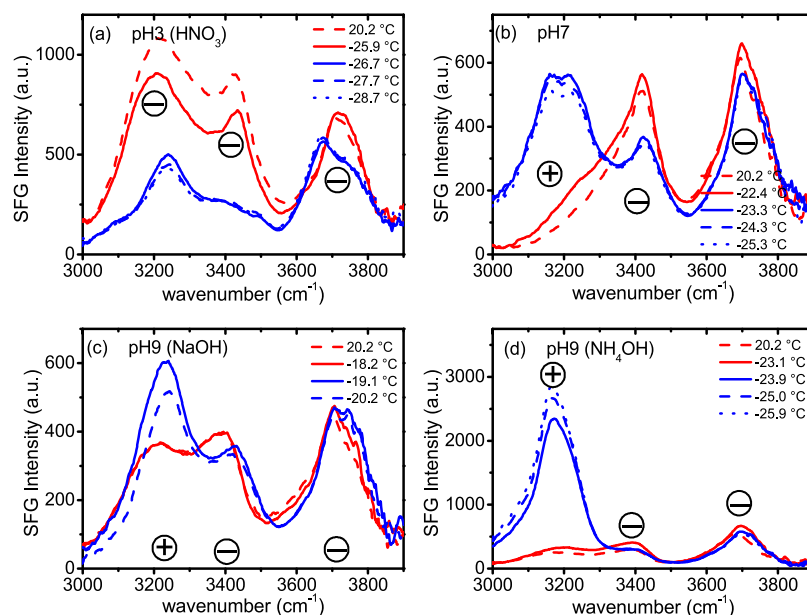 (a) pH3 (HNO₃)
20.2 °C
-25.9 °C
-26.7 °C
-27.7 °C
-28.7 °C
1000
500
0
SFG Intensity (a.u.)
3000 3200 3400 3600 3800
wavenumber (cm⁻¹)
(b) pH7
600
400
200
0
SFG Intensity (a.u.)
20.2 °C
-22.4 °C
-23.3 °C
-24.3 °C
-25.3 °C
3000 3200 3400 3600 3800
wavenumber (cm⁻¹)
(c) pH9 (NaOH)
20.2 °C
-18.2 °C
-19.1 °C
-20.2 °C
600
400
200
0
SFG Intensity (a.u.)
3000 3200 3400 3600 3800
wavenumber (cm⁻¹)
(d) pH9 (NH₄OH)
20.2 °C
-23.1 °C
-23.9 °C
-25.0 °C
-25.9 °C
3000
2000
1000
0
SFG Intensity (a.u.)
3000 3200 3400 3600 3800
wavenumber (cm⁻¹)